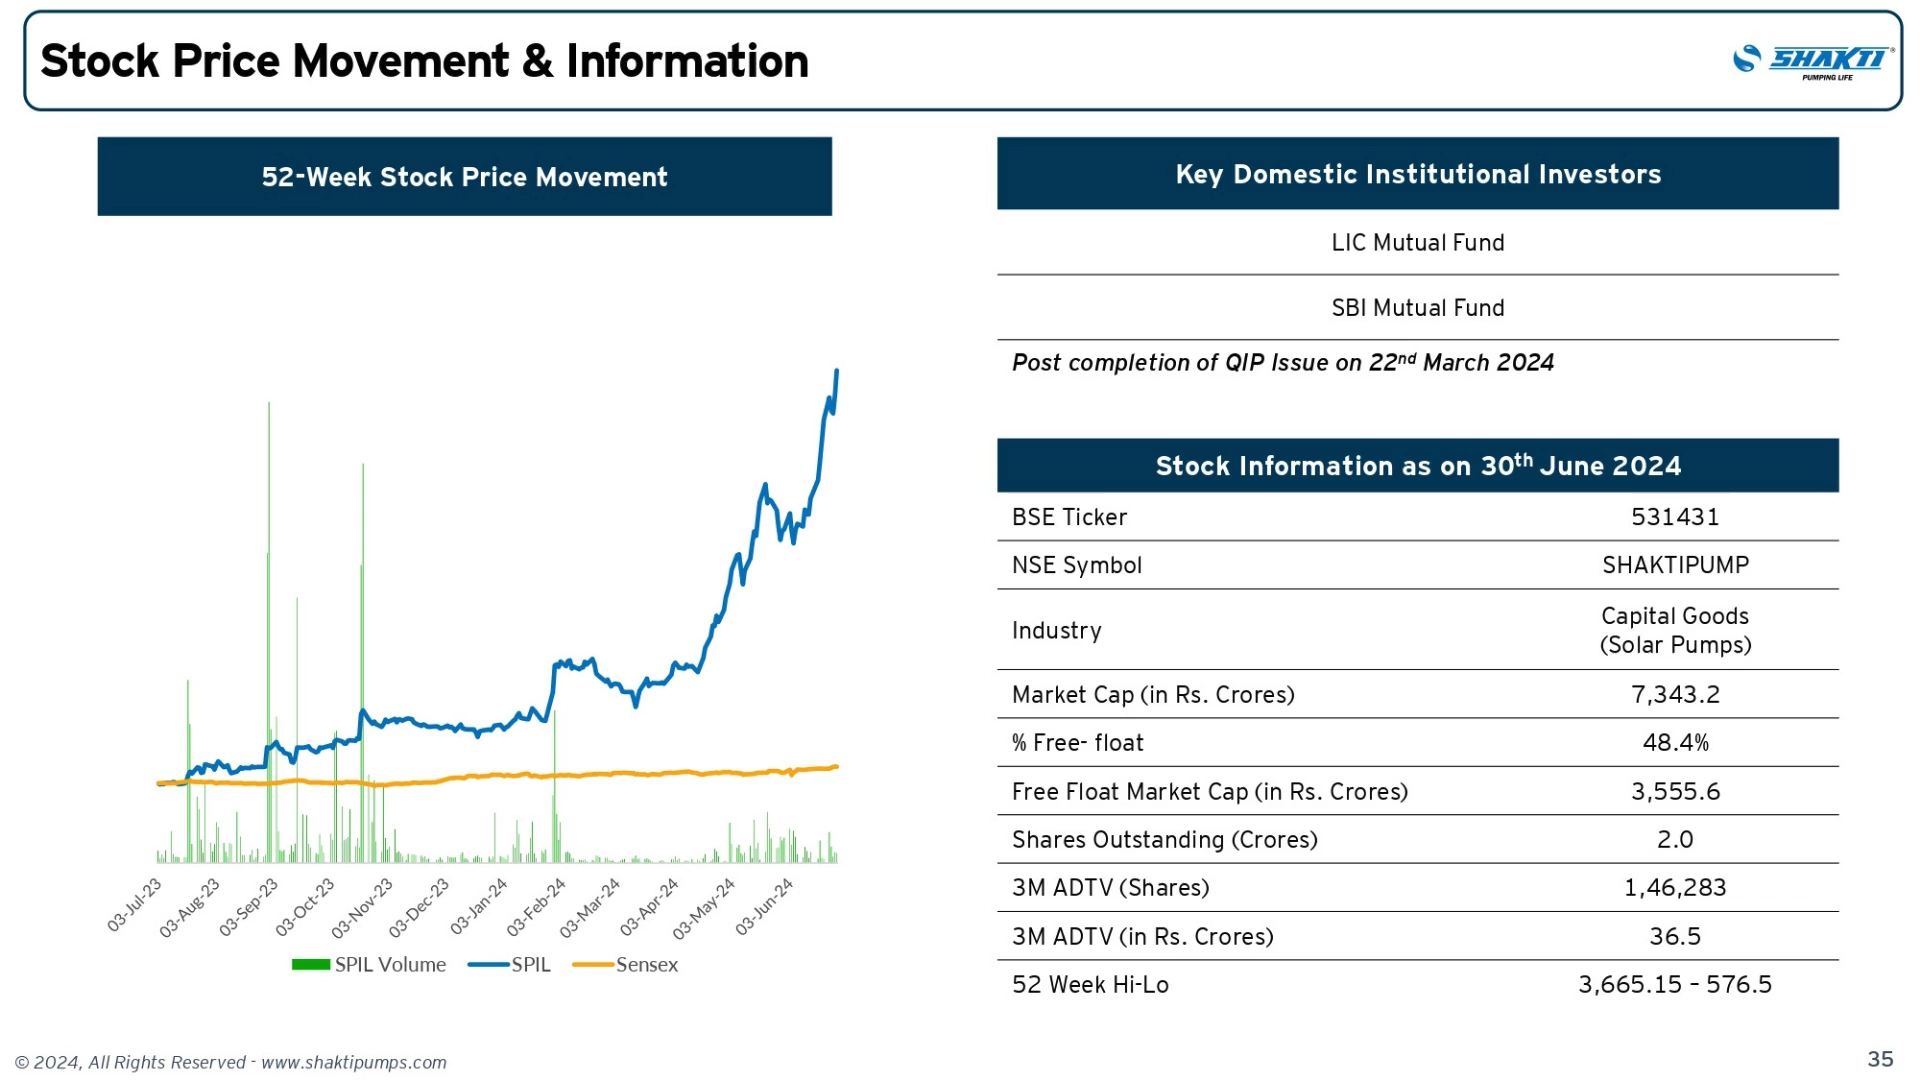 Stock Price Movement & Information
SHAKTI®
PUMPING LIFE
52-Week Stock Price Movement
03-Jul-23
03-Aug-23
03-Sep-23
03-Oct-23
03-Nov-23
03-Dec-23
03-Jan-24
03-Feb-24
03-Mar-24
03-Apr-24
03-May-24
03-Jun-24
SPIL Volume SPIL Sensex
Key Domestic Institutional Investors
LIC Mutual Fund
SBI Mutual Fund
Post completion of QIP Issue on 22nd March 2024
Stock Information as on 30th June 2024
BSE Ticker 531431
NSE Symbol SHAKTIPUMP
Industry Capital Goods
(Solar Pumps)
Market Cap (in Rs. Crores) 7,343.2
% Free- float 48.4%
Free Float Market Cap (in Rs. Crores) 3,555.6
Shares Outstanding (Crores) 2.0
3M ADTV (Shares) 1,46,283
3M ADTV (in Rs. Crores) 36.5
52 Week Hi-Lo 3,665.15 – 576.5
© 2024, All Rights Reserved - www.shaktipumps.com
35